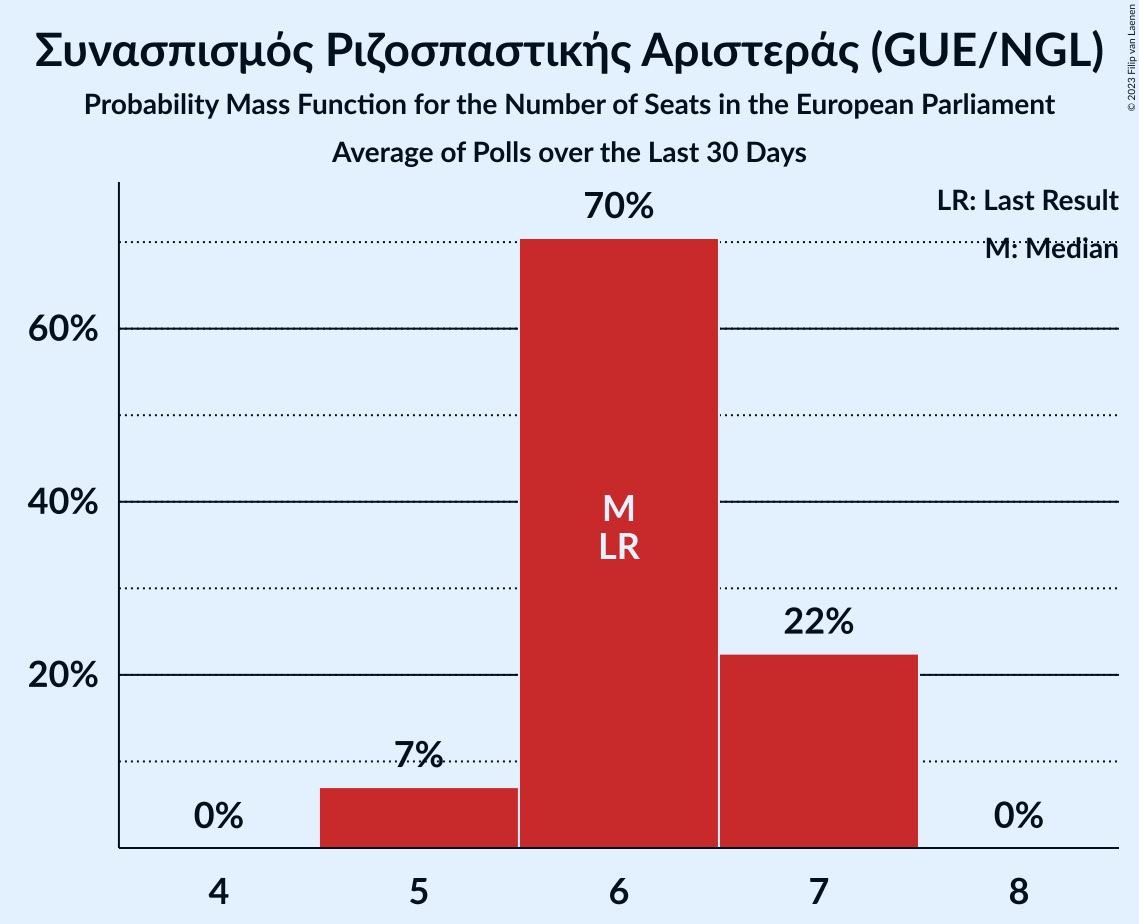 Συνασπισμός Ριζοσπαστικής Αριστεράς (GUE/NGL)
Probability Mass Function for the Number of Seats in the European Parliament
Average of Polls over the Last 30 Days
© 2023 Filip van Laenen
LR: Last Result
M: Median
70%
60%
40%
M
LR
22%
20%
7%
0%
0%
4
5
6
7
8